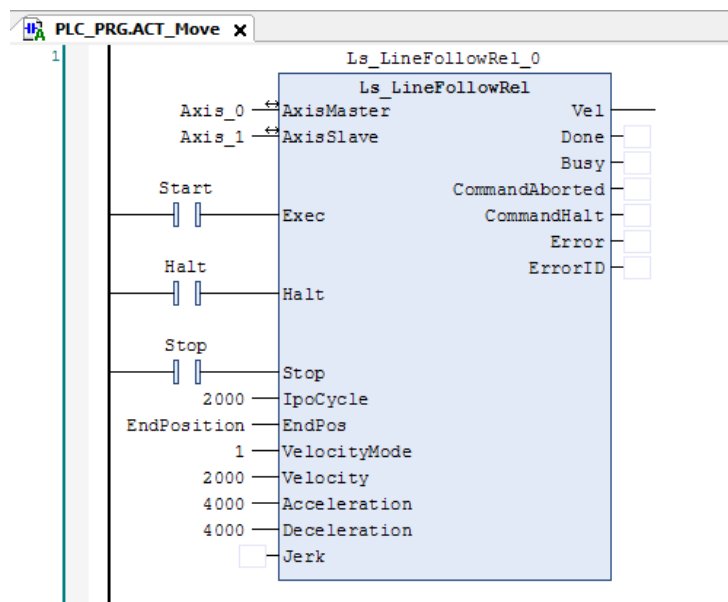 PLC_PRG.ACT_Move x
1
Ls_LineFollowRel_0
Ls_LineFollowRel
Axis_0 AxisMaster Vel
Axis_1 AxisSlave Done
Busy
Start CommandAborted
Exec CommandHalt
Error
Halt ErrorID
Halt
Stop
Stop
2000 IpoCycle
EndPosition EndPos
1 VelocityMode
2000 Velocity
4000 Acceleration
4000 Deceleration
Jerk